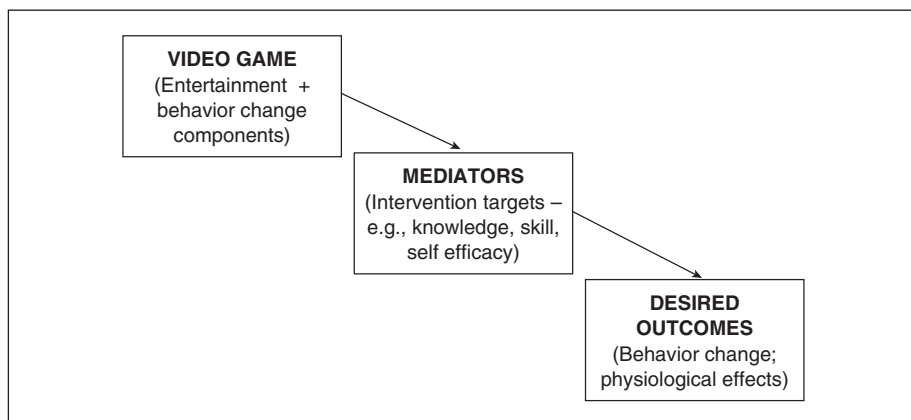 VIDEO GAME
(Entertainment +
behavior change
components)
MEDIATORS
(Intervention targets –
e.g., knowledge, skill,
self efficacy)
DESIRED
OUTCOMES
(Behavior change;
physiological effects)